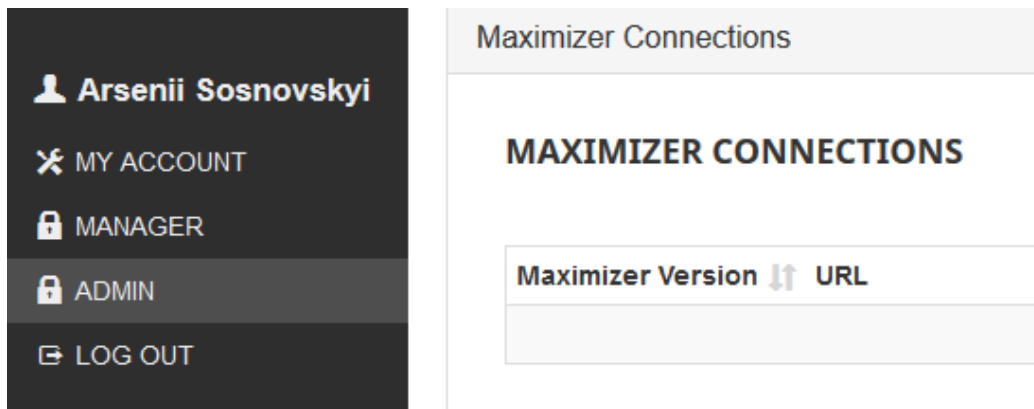 Arsenii Sosnovskyi
MY ACCOUNT
MANAGER
ADMIN
LOG OUT
Maximizer Connections
MAXIMIZER CONNECTIONS
Maximizer Version URL